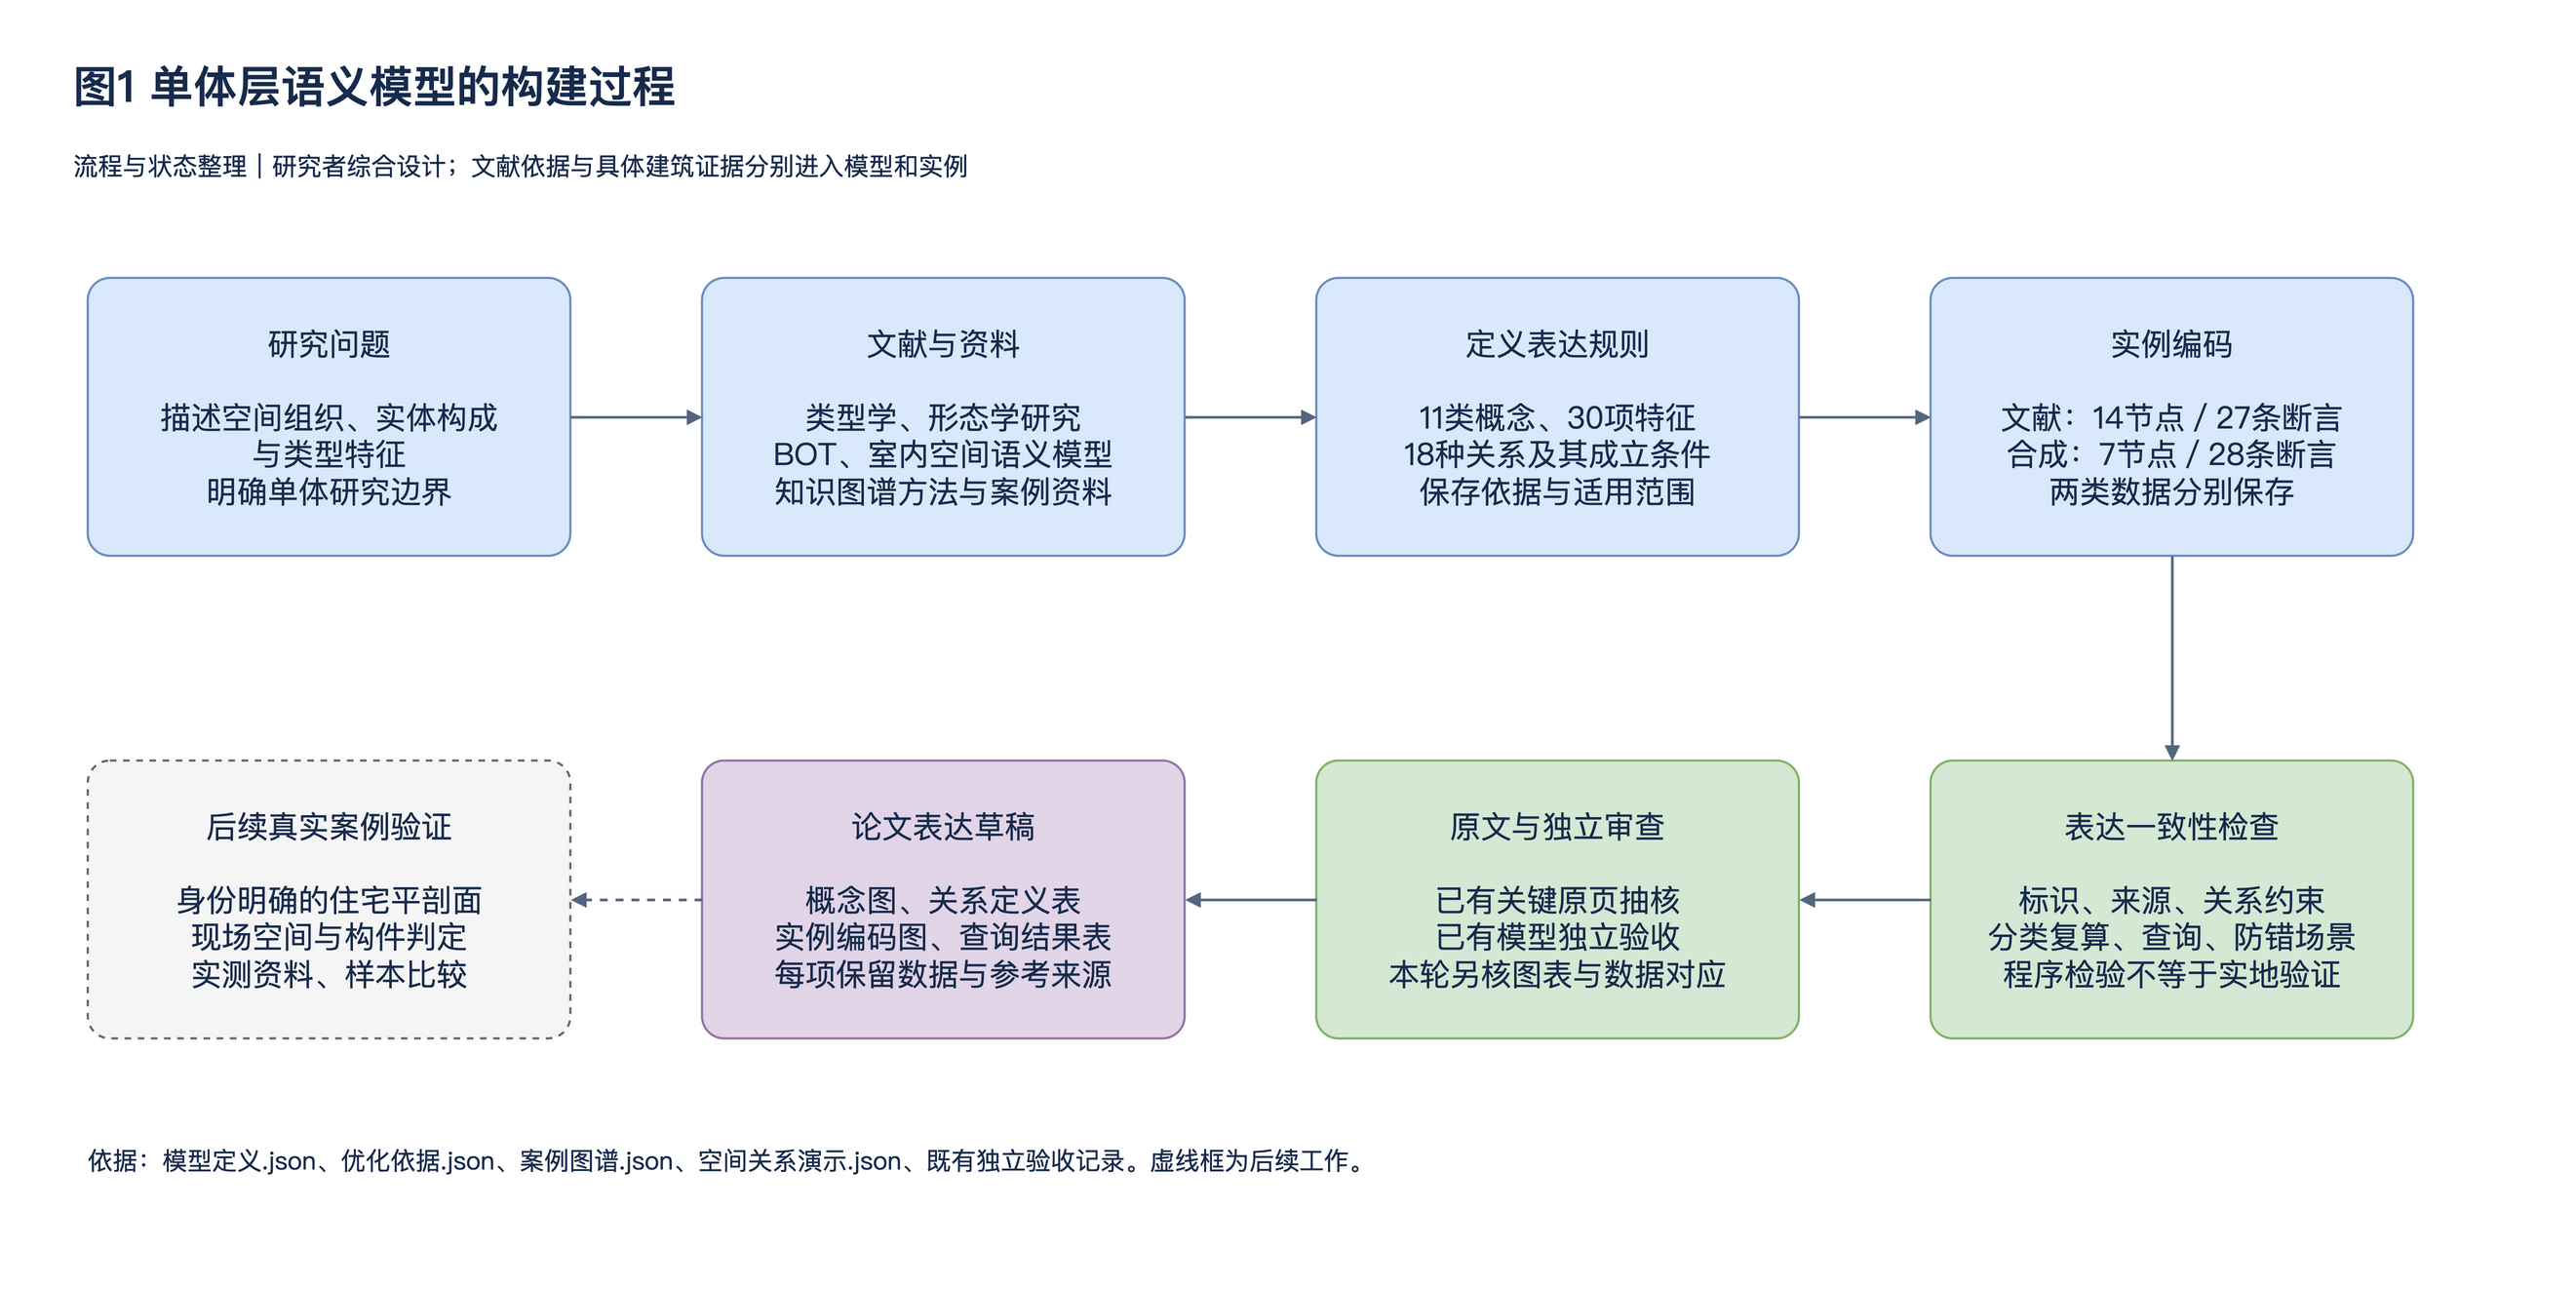 图1 单体层语义模型的构建过程
流程与状态整理｜研究者综合设计；文献依据与具体建筑证据分别进入模型和实例
研究问题
描述空间组织、实体构成
与类型特征
明确单体研究边界
文献与资料
类型学、形态学研究
BOT、室内空间语义模型
知识图谱方法与案例资料
定义表达规则
11类概念、30项特征
18种关系及其成立条件
保存依据与适用范围
实例编码
文献：14节点 / 27条断言
合成：7节点 / 28条断言
两类数据分别保存
后续真实案例验证
身份明确的住宅平剖面
现场空间与构件判定
实测资料、样本比较
论文表达草稿
概念图、关系定义表
实例编码图、查询结果表
每项保留数据与参考来源
原文与独立审查
已有关键原页抽核
已有模型独立验收
本轮另核图表与数据对应
表达一致性检查
标识、来源、关系约束
分类复算、查询、防错场景
程序检验不等于实地验证
依据：模型定义.json、优化依据.json、案例图谱.json、空间关系演示.json、既有独立验收记录。虚线框为后续工作。